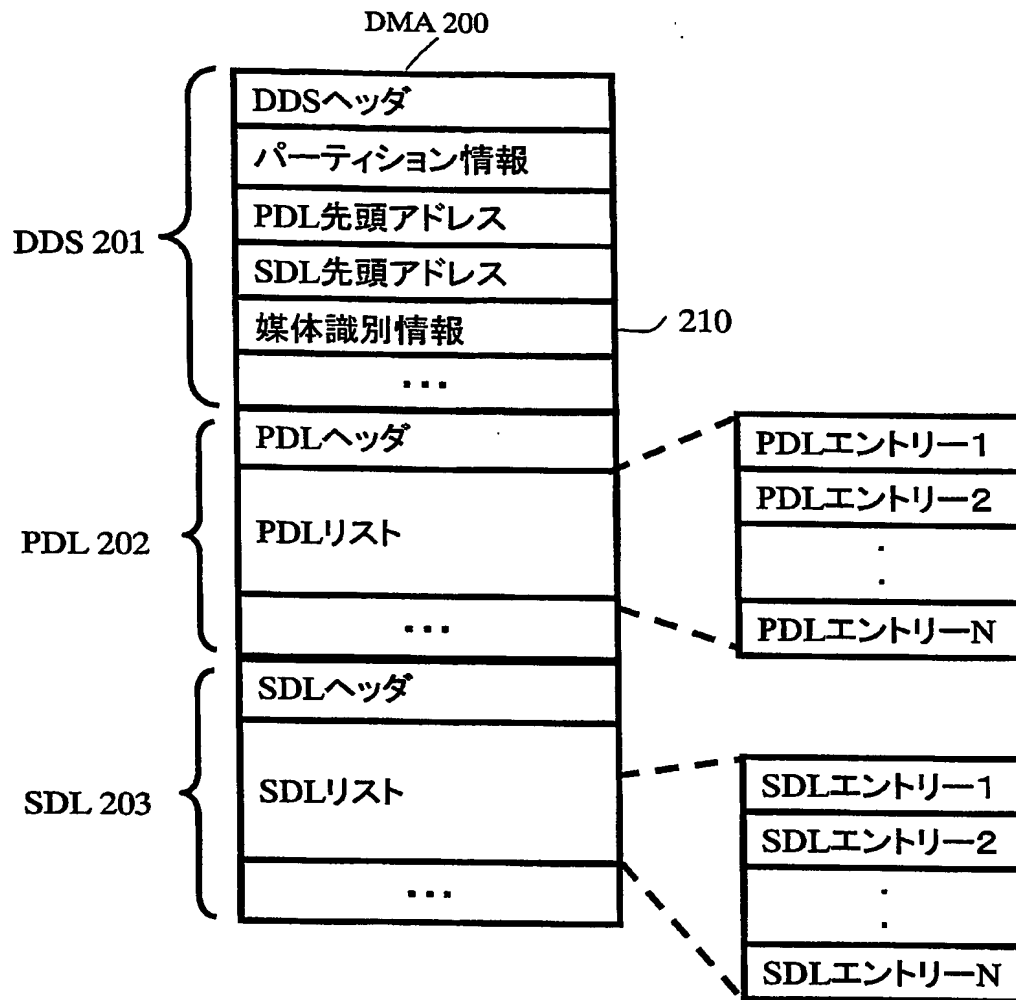 DMA 200
DDS 201
DDSヘッダ
パーティション情報
PDL先頭アドレス
SDL先頭アドレス
媒体識別情報
210
...
PDL 202
PDLヘッダ
PDLリスト
...
PDLエントリー1
PDLエントリー2
:
PDLエントリーN
SDL 203
SDLヘッダ
SDLリスト
...
SDLエントリー1
SDLエントリー2
:
SDLエントリーN